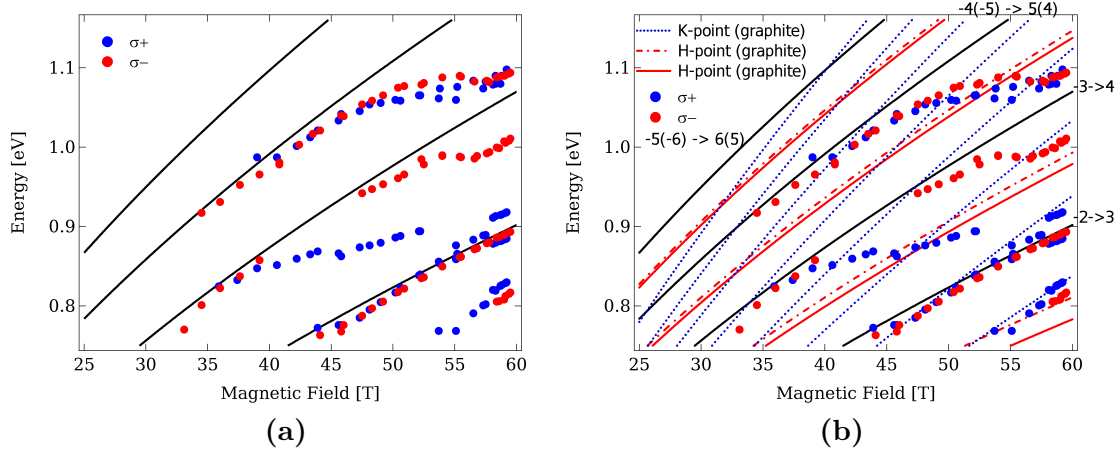 σ+
σ−
1.1
1.0
0.9
0.8
25
30
35
40
45
50
55
60
Energy [eV]
Magnetic Field [T]
(a)
-4(-5) -> 5(4)
K-point (graphite)
H-point (graphite)
H-point (graphite)
σ+
σ−
-5(-6) -> 6(5)
-3->4
-2->3
1.1
1.0
0.9
0.8
25
30
35
40
45
50
55
60
Energy [eV]
Magnetic Field [T]
(b)